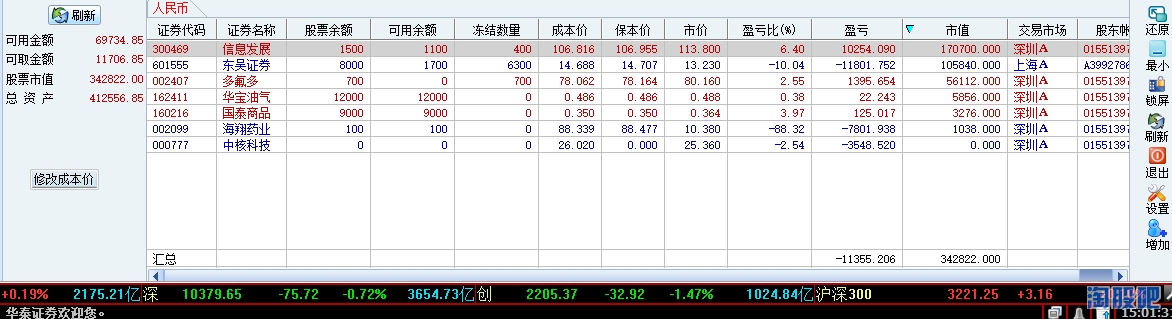 刷新
人民币
可用金额 69734.85
可取金额 11706.85
股票市值 342822.00
总 资 产 412556.85
修改成本价
证券代码 证券名称 股票余额 可用余额 冻结数量 成本价 保本价 市价 盈亏比(%) 盈亏 市值 交易市场 股东帐
300469 信息发展 1500 1100 400 106.816 106.955 113.800 6.40 10254.090 170700.000 深圳A 01551397
601555 东吴证券 8000 1700 6300 14.688 14.707 13.230 -10.04 -11801.752 105840.000 上海A A3992786
002407 多氟多 700 0 700 78.062 78.164 80.160 2.55 1395.654 56112.000 深圳A 01551397
162411 华宝油气 12000 12000 0 0.486 0.486 0.488 0.38 22.243 5856.000 深圳A 01551397
160216 国泰商品 9000 9000 0 0.350 0.350 0.364 3.97 125.017 3276.000 深圳A 01551397
002099 海翔药业 100 100 0 88.339 88.477 10.380 -88.32 -7801.938 1038.000 深圳A 01551397
000777 中核科技 0 0 0 26.020 0.000 25.360 -2.54 -3548.520 0.000 深圳A 01551397
汇总 -11355.206 342822.000
还原
最小
锁屏
刷新
退出
设置
增加
+0.19% 2175.21亿 深 10379.65 -75.72 -0.72% 3654.73亿 创 2205.37 -32.92 -1.47% 1024.84亿 沪深300 3221.25 +3.16
淘股吧
华泰证券欢迎您。 15:01:3